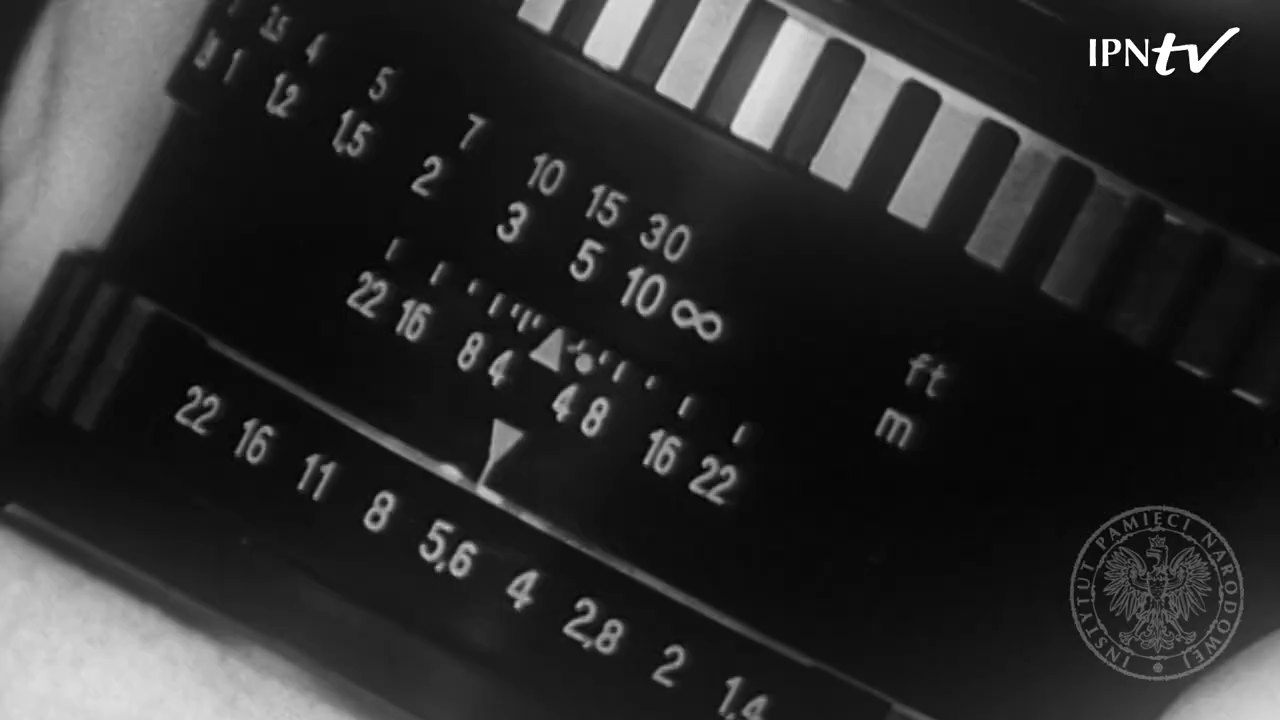 IPNtv
3,5 4 5 7 10 15 30 ft
1 1,2 1,5 2 3 5 10 ∞ m
22 16 8 4 4 8 16 22
22 16 11 8 5,6 4 2,8 2 1,4
INSTYTUT PAMIĘCI NARODOWEJ